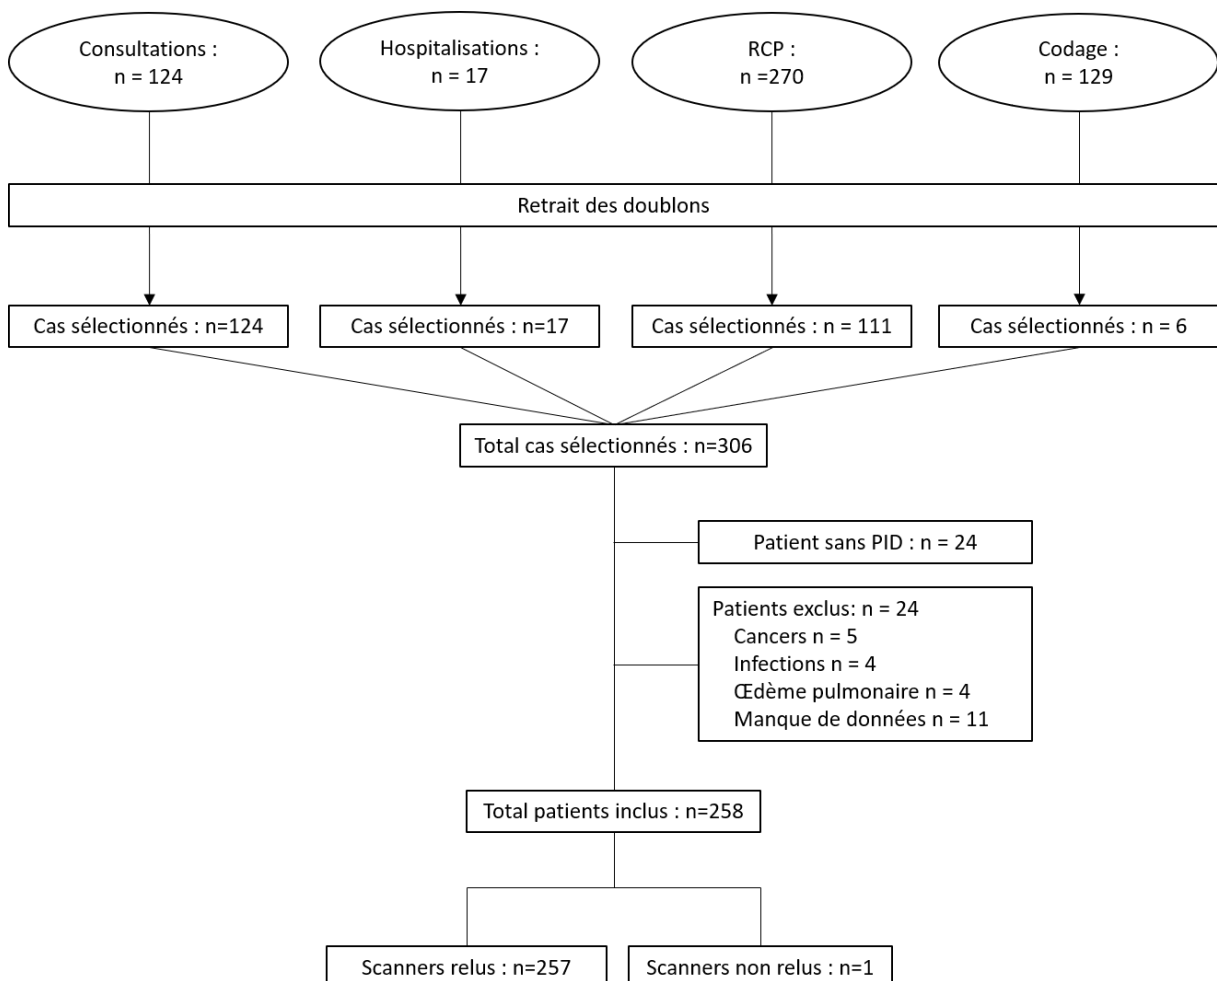 Consultations :
n = 124
Hospitalisations :
n = 17
RCP :
n =270
Codage :
n = 129
Retrait des doublons
Cas sélectionnés : n=124
Cas sélectionnés : n=17
Cas sélectionnés : n = 111
Cas sélectionnés : n = 6
Total cas sélectionnés : n=306
Patient sans PID : n = 24
Patients exclus: n = 24
Cancers n = 5
Infections n = 4
Œdème pulmonaire n = 4
Manque de données n = 11
Total patients inclus : n=258
Scanners relus : n=257
Scanners non relus : n=1